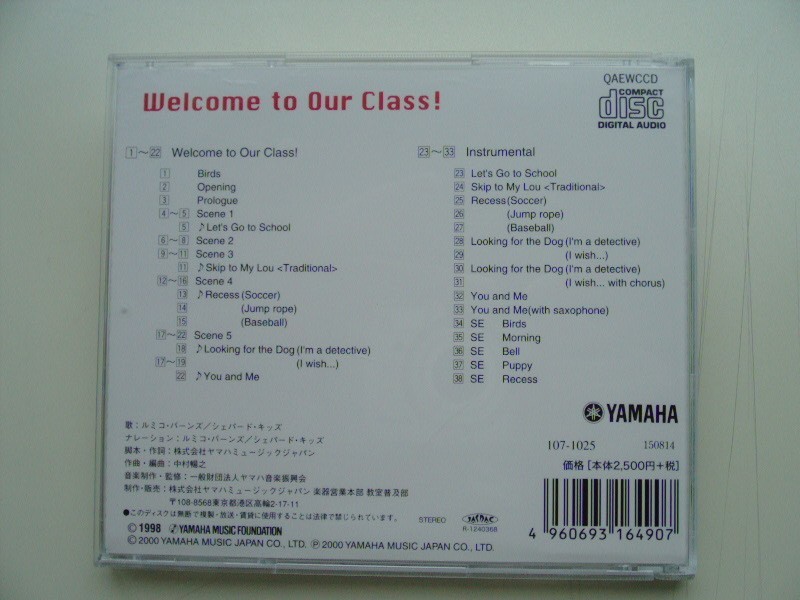 Welcome to Our Class!
QAEWCCD
COMPACT
disc
DIGITAL AUDIO
1~22 Welcome to Our Class!
1 Birds
2 Opening
3 Prologue
4~5 Scene 1
5 ♪Let's Go to School
6~8 Scene 2
9~11 Scene 3
11 ♪Skip to My Lou <Traditional>
12~16 Scene 4
13 ♪Recess (Soccer)
14 (Jump rope)
15 (Baseball)
17~22 Scene 5
18 ♪Looking for the Dog (I'm a detective)
17~19 (I wish...)
22 ♪You and Me
23~33 Instrumental
23 Let's Go to School
24 Skip to My Lou <Traditional>
25 Recess (Soccer)
26 (Jump rope)
27 (Baseball)
28 Looking for the Dog (I'm a detective)
29 (I wish...)
30 Looking for the Dog (I'm a detective)
31 (I wish... with chorus)
32 You and Me
33 You and Me(with saxophone)
34 SE Birds
35 SE Morning
36 SE Bell
37 SE Puppy
38 SE Recess
歌：ルミコ・バーンズ／シェパード・キッズ
ナレーション：ルミコ・バーンズ／シェパード・キッズ
脚本・作詞：株式会社ヤマハミュージックジャパン
作曲・編曲：中村暢之
音楽制作・監修：一般財団法人ヤマハ音楽振興会
制作・販売：株式会社ヤマハミュージックジャパン 楽器営業本部 教室普及部
〒108-8568東京都港区高輪2-17-11
●このディスクは無断で複製・放送・賃貸に使用することは法律で禁じられています。
©1998 YAMAHA MUSIC FOUNDATION
©2000 YAMAHA MUSIC JAPAN CO., LTD. ℗2000 YAMAHA MUSIC JAPAN CO., LTD.
STEREO
JASRAC
R-1240368
YAMAHA
107-1025 150814
価格［本体2,500円+税］
4 960693 164907